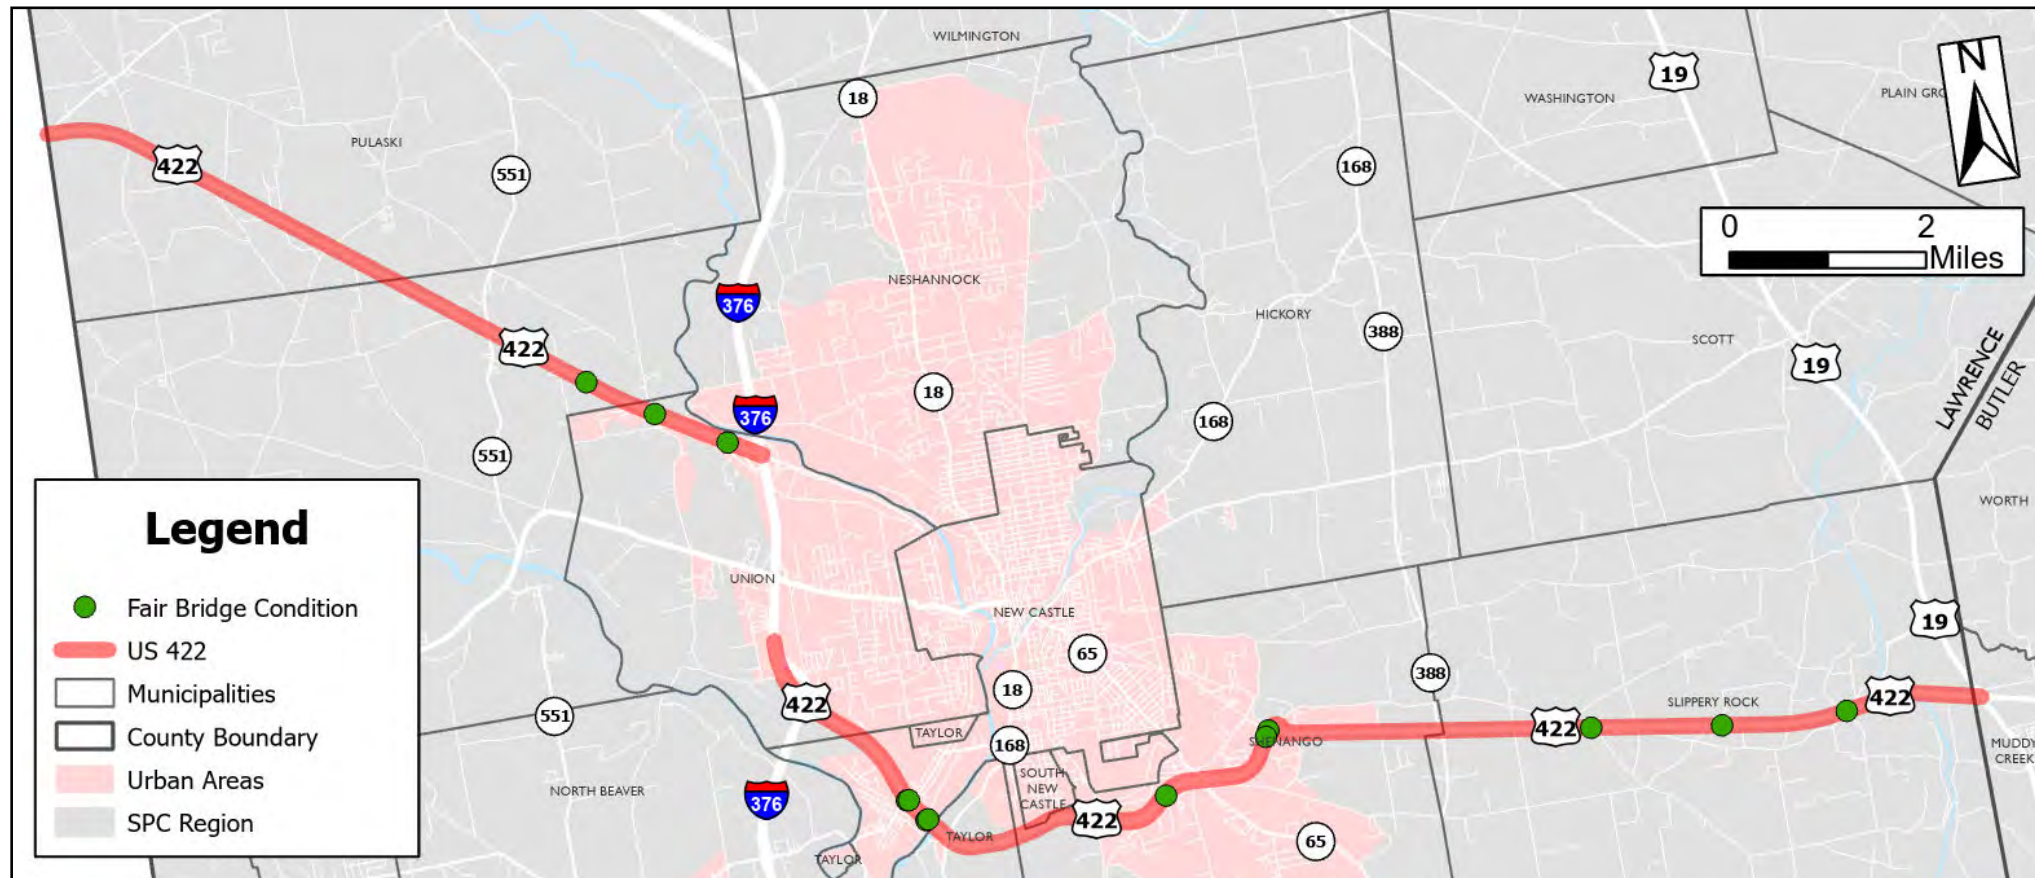 WILMINGTON
N
19
18
WASHINGTON
PLAIN GRO
PULASKI
422
551
168
0 2
Miles
NESHANNOCK
376
HICKORY
388
SCOTT
422
19
LAWRENCE
BUTLER
18
376
168
551
Legend
Fair Bridge Condition
US 422
Municipalities
County Boundary
Urban Areas
SPC Region
WORTH
UNION
NEW CASTLE
19
65
388
18
422
551
TAYLOR
168
SHENANGO
422
SLIPPERY ROCK
422
MUDDY
CREEK
NORTH BEAVER
376
SOUTH
NEW
CASTLE
422
TAYLOR
65
TAYLOR